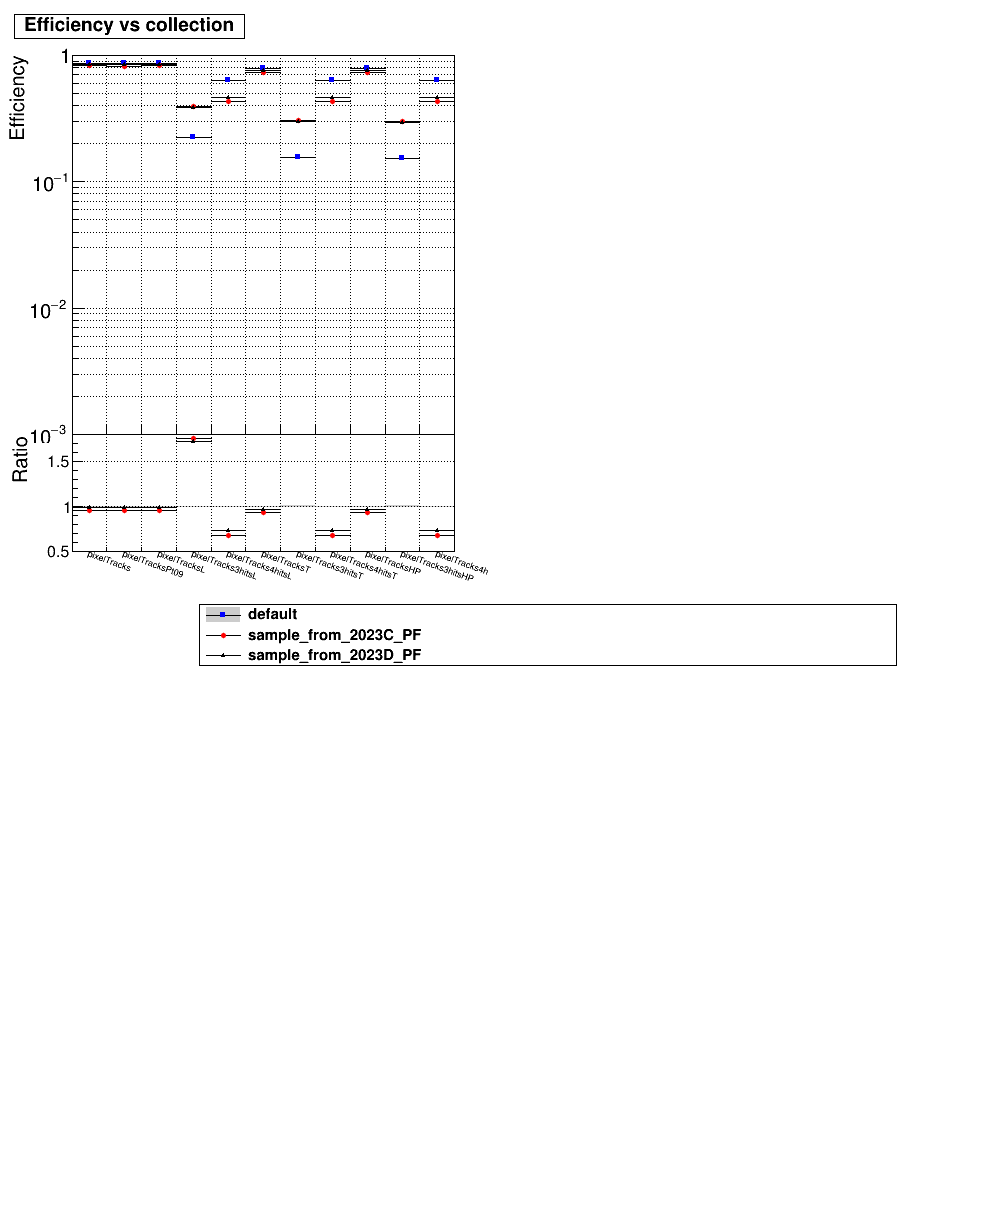 Efficiency vs collection
Efficiency
1
10−1
10−2
10−3
Ratio
1.5
1
0.5
pixelTracks
pixelTracksPt09
pixelTracksL
pixelTracks3hitsL
pixelTracks4hitsL
pixelTracksT
pixelTracks3hitsT
pixelTracks4hitsT
pixelTracksHP
pixelTracks3hitsHP
pixelTracks4h
default
sample_from_2023C_PF
sample_from_2023D_PF